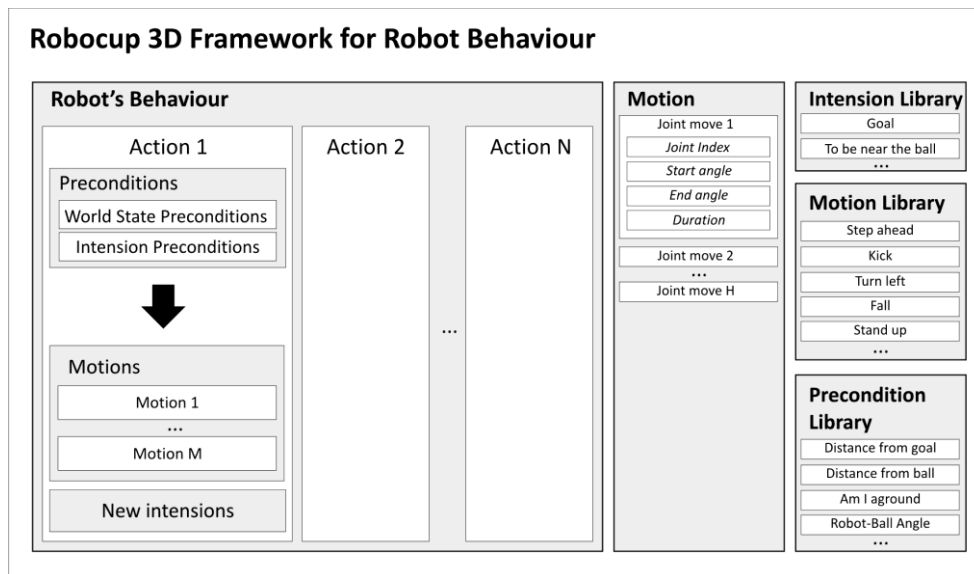 Robocup 3D Framework for Robot Behaviour
Robot's Behaviour
Action 1
Preconditions
World State Preconditions
Intension Preconditions
Motions
Motion 1
...
Motion M
New intensions
Action 2
...
Action N
Motion
Joint move 1
Joint Index
Start angle
End angle
Duration
Joint move 2
...
Joint move H
Intension Library
Goal
To be near the ball
...
Motion Library
Step ahead
Kick
Turn left
Fall
Stand up
...
Precondition
Library
Distance from goal
Distance from ball
Am I aground
Robot-Ball Angle
...